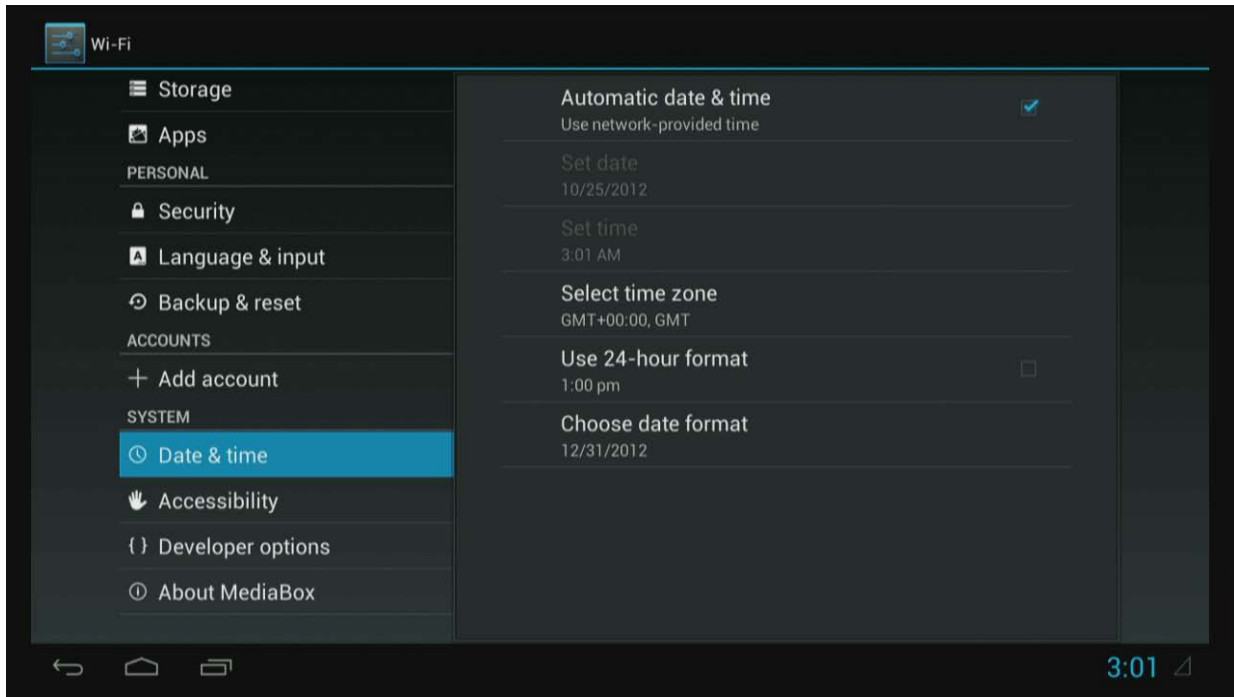 Wi-Fi
Storage
Apps
PERSONAL
Security
Language & input
Backup & reset
ACCOUNTS
Add account
SYSTEM
Date & time
Accessibility
{ } Developer options
About MediaBox
Automatic date & time
Use network-provided time
Set date
10/25/2012
Set time
3:01 AM
Select time zone
GMT+00:00, GMT
Use 24-hour format
1:00 pm
Choose date format
12/31/2012
3:01